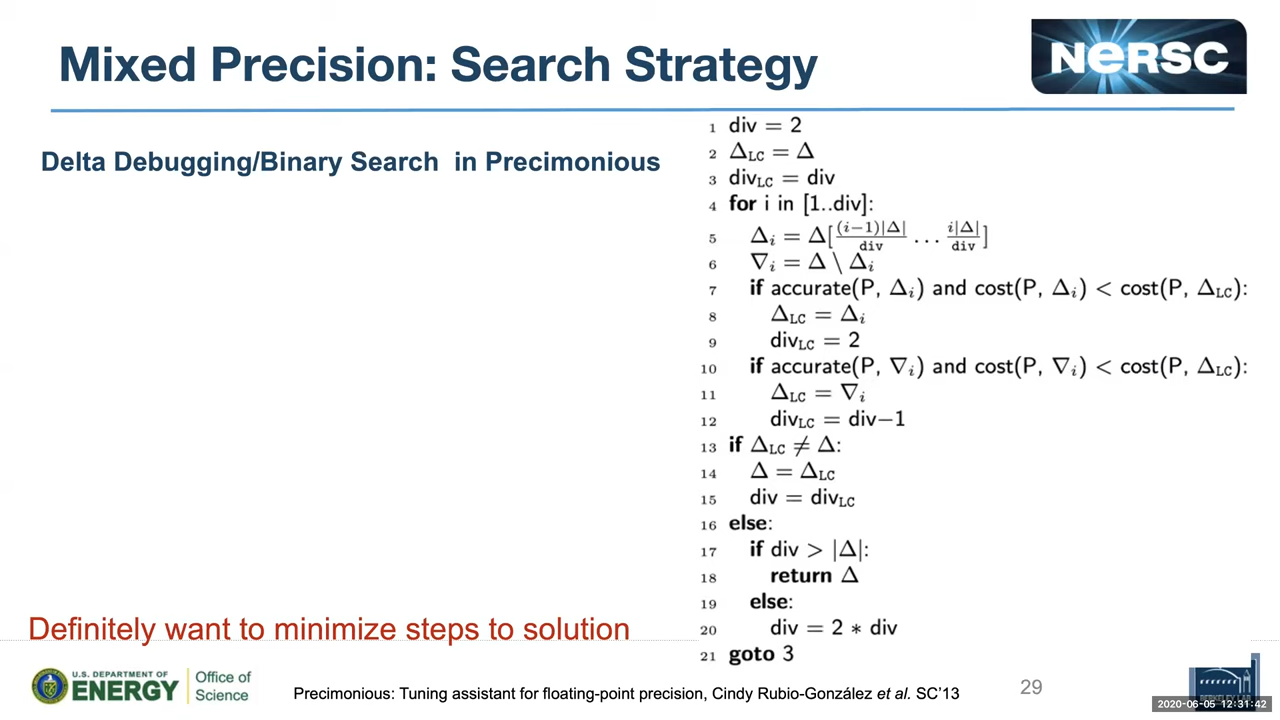 Mixed Precision: Search Strategy
NERSC
Delta Debugging/Binary Search in Precimonious
1 div = 2
2 Δ_LC = Δ
3 div_LC = div
4 for i in [1..div]:
5 Δ_i = Δ[(i−1)|Δ|/div ... i|Δ|/div]
6 ∇_i = Δ \ Δ_i
7 if accurate(P, Δ_i) and cost(P, Δ_i) < cost(P, Δ_LC):
8 Δ_LC = Δ_i
9 div_LC = 2
10 if accurate(P, ∇_i) and cost(P, ∇_i) < cost(P, Δ_LC):
11 Δ_LC = ∇_i
12 div_LC = div−1
13 if Δ_LC ≠ Δ:
14 Δ = Δ_LC
15 div = div_LC
16 else:
17 if div > |Δ|:
18 return Δ
19 else:
20 div = 2 ∗ div
21 goto 3
Definitely want to minimize steps to solution
U.S. DEPARTMENT OF
ENERGY
Office of
Science
Precimonious: Tuning assistant for floating-point precision, Cindy Rubio-González et al. SC'13
29
BERKELEY LAB
2020-06-05 12:31:42